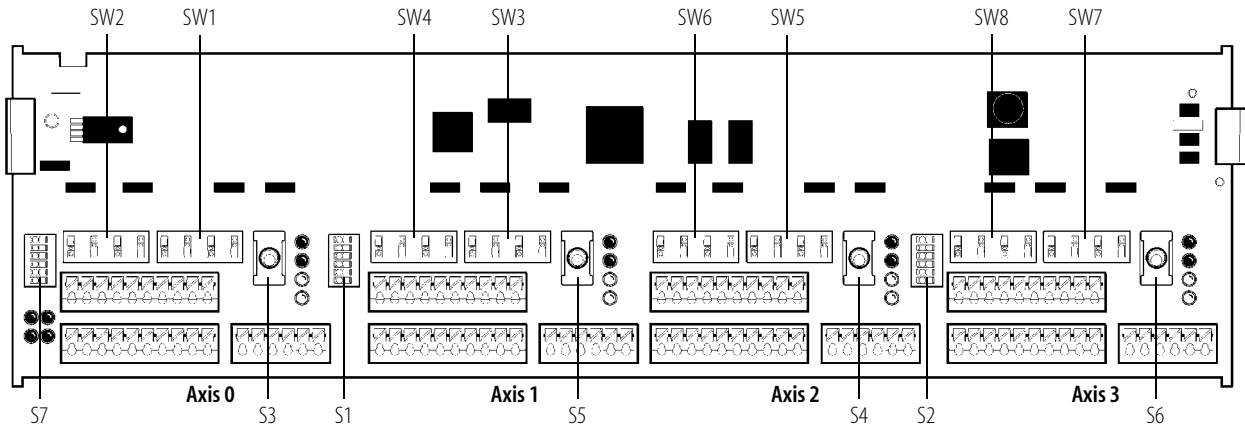 SW2 SW1 SW4 SW3 SW6 SW5 SW8 SW7
Axis 0 Axis 1 Axis 2 Axis 3
S7 S3 S1 S5 S4 S2 S6